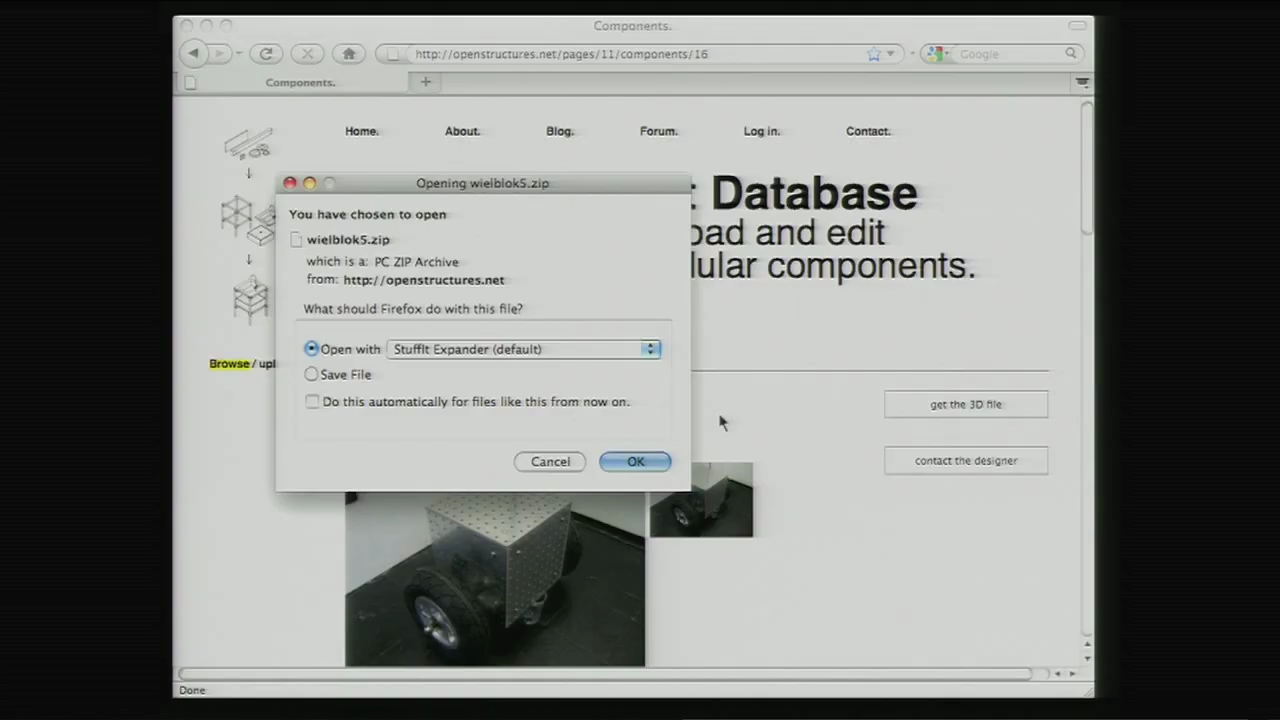 Components.
http://openstructures.net/pages/11/components/16
Google
Components.
Home. About. Blog. Forum. Log in. Contact.
Opening wielblok5.zip
You have chosen to open
wielblok5.zip
which is a: PC ZIP Archive
from: http://openstructures.net
What should Firefox do with this file?
Open with StuffIt Expander (default)
Save File
Do this automatically for files like this from now on.
Cancel OK
: Database
and edit
components.
Browse /
get the 3D file
contact the designer
Done